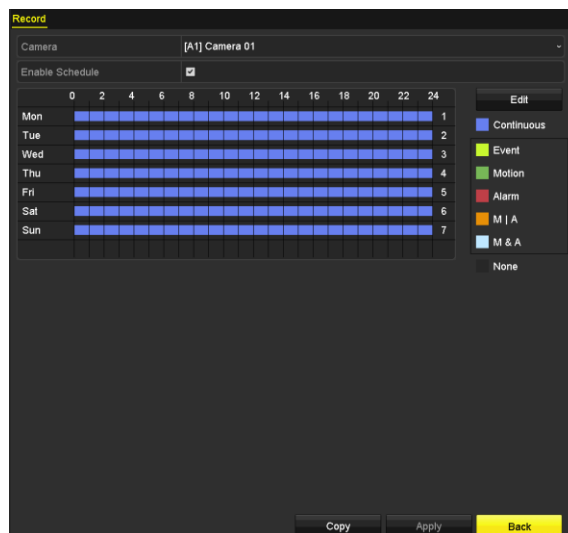 Record
Camera [A1] Camera 01
Enable Schedule
0 2 4 6 8 10 12 14 16 18 20 22 24
Edit
Mon 1
Continuous
Tue 2
Wed 3
Event
Thu 4
Motion
Fri 5
Alarm
Sat 6
M | A
Sun 7
M & A
None
Copy Apply Back